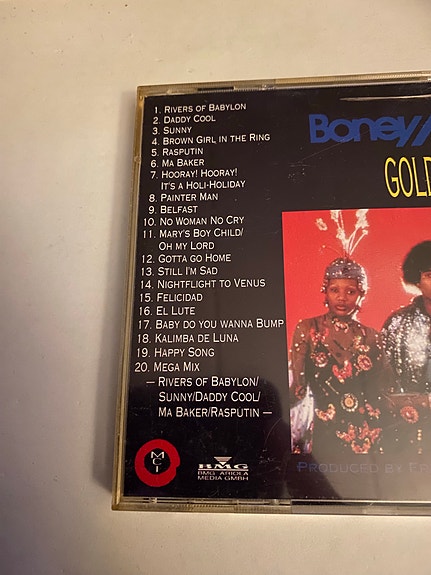 1. Rivers of Babylon
2. Daddy Cool
3. Sunny
4. Brown Girl in the Ring
5. Rasputin
6. Ma Baker
7. Hooray! Hooray!
It's a Holi-Holiday
8. Painter Man
9. Belfast
10. No Woman No Cry
11. Mary's Boy Child/
Oh My Lord
12. Gotta Go Home
13. Still I'm Sad
14. Nightflight to Venus
15. Felicidad
16. El Lute
17. Baby Do You Wanna Bump
18. Kalimba de Luna
19. Happy Song
20. Mega Mix
— Rivers of Babylon/
Sunny/Daddy Cool/
Ma Baker/Rasputin —
MCI
BMG
BMG ARIOLA
MEDIA GMBH
Boney
GOLD
Produced by